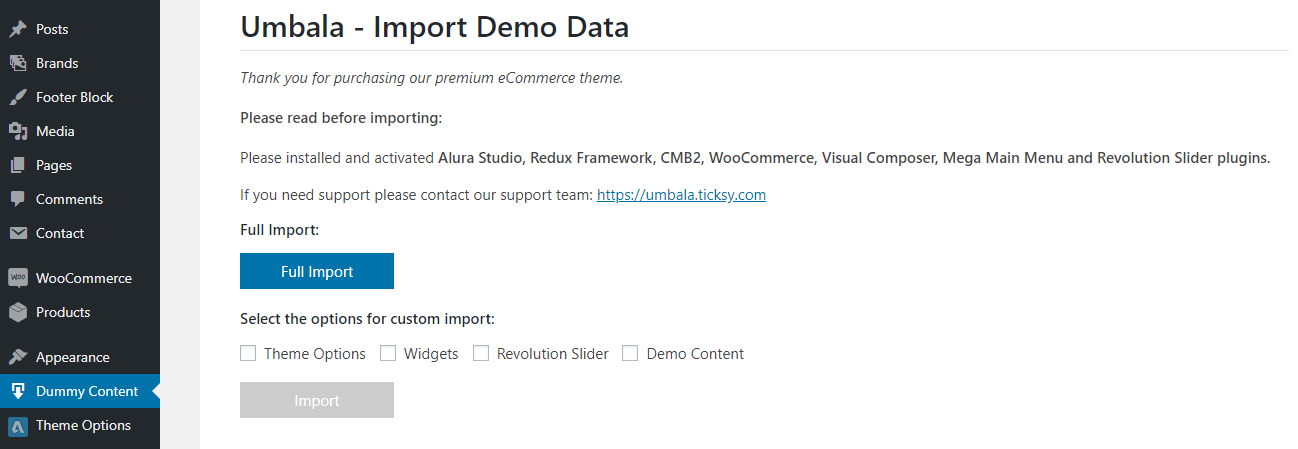 Posts
Brands
Footer Block
Media
Pages
Comments
Contact
WOO WooCommerce
Products
Appearance
Dummy Content
Theme Options
Umbala - Import Demo Data
Thank you for purchasing our premium eCommerce theme.
Please read before importing:
Please installed and activated Alura Studio, Redux Framework, CMB2, WooCommerce, Visual Composer, Mega Main Menu and Revolution Slider plugins.
If you need support please contact our support team: https://umbala.ticksy.com
Full Import:
Full Import
Select the options for custom import:
Theme Options Widgets Revolution Slider Demo Content
Import